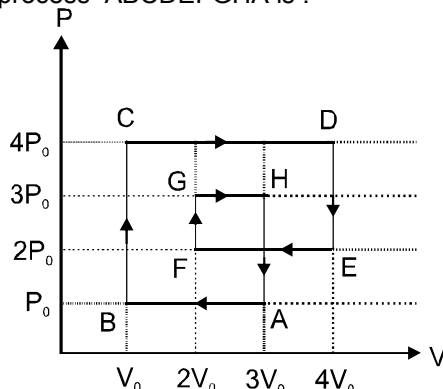 process ABCDEFGHA is :
P
C
D
4P₀
G
H
3P₀
2P₀
F
E
P₀
B
A
V
V₀ 2V₀ 3V₀ 4V₀